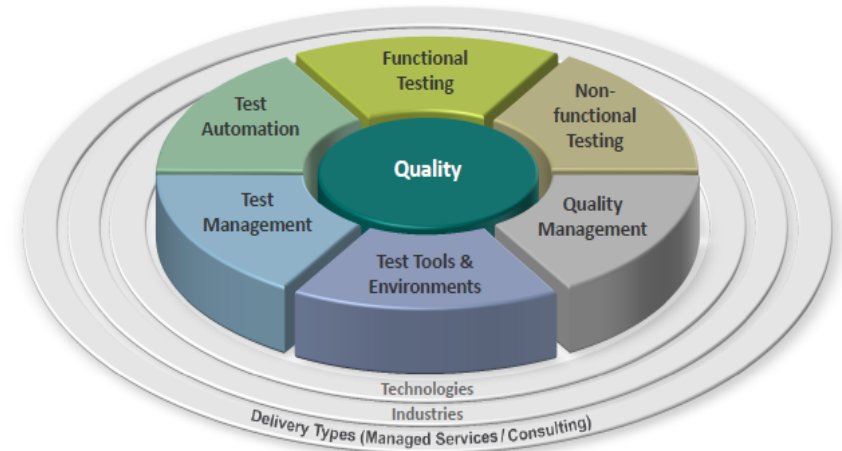 Functional
Testing
Non-
functional
Testing
Quality
Management
Test Tools &
Environments
Test
Management
Test
Automation
Quality
Technologies
Industries
Delivery Types (Managed Services / Consulting)